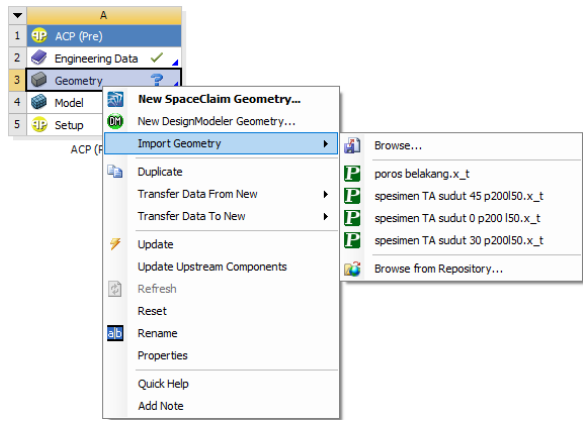 A
1 ACP (Pre)
2 Engineering Data
3 Geometry
4 Model
5 Setup
ACP (P
New SpaceClaim Geometry...
DM New DesignModeler Geometry...
Import Geometry
Duplicate
Transfer Data From New
Transfer Data To New
Update
Update Upstream Components
Refresh
Reset
a|b Rename
Properties
Quick Help
Add Note
Browse...
P poros belakang.x_t
P spesimen TA sudut 45 p200l50.x_t
P spesimen TA sudut 0 p200 l50.x_t
P spesimen TA sudut 30 p200l50.x_t
Browse from Repository...